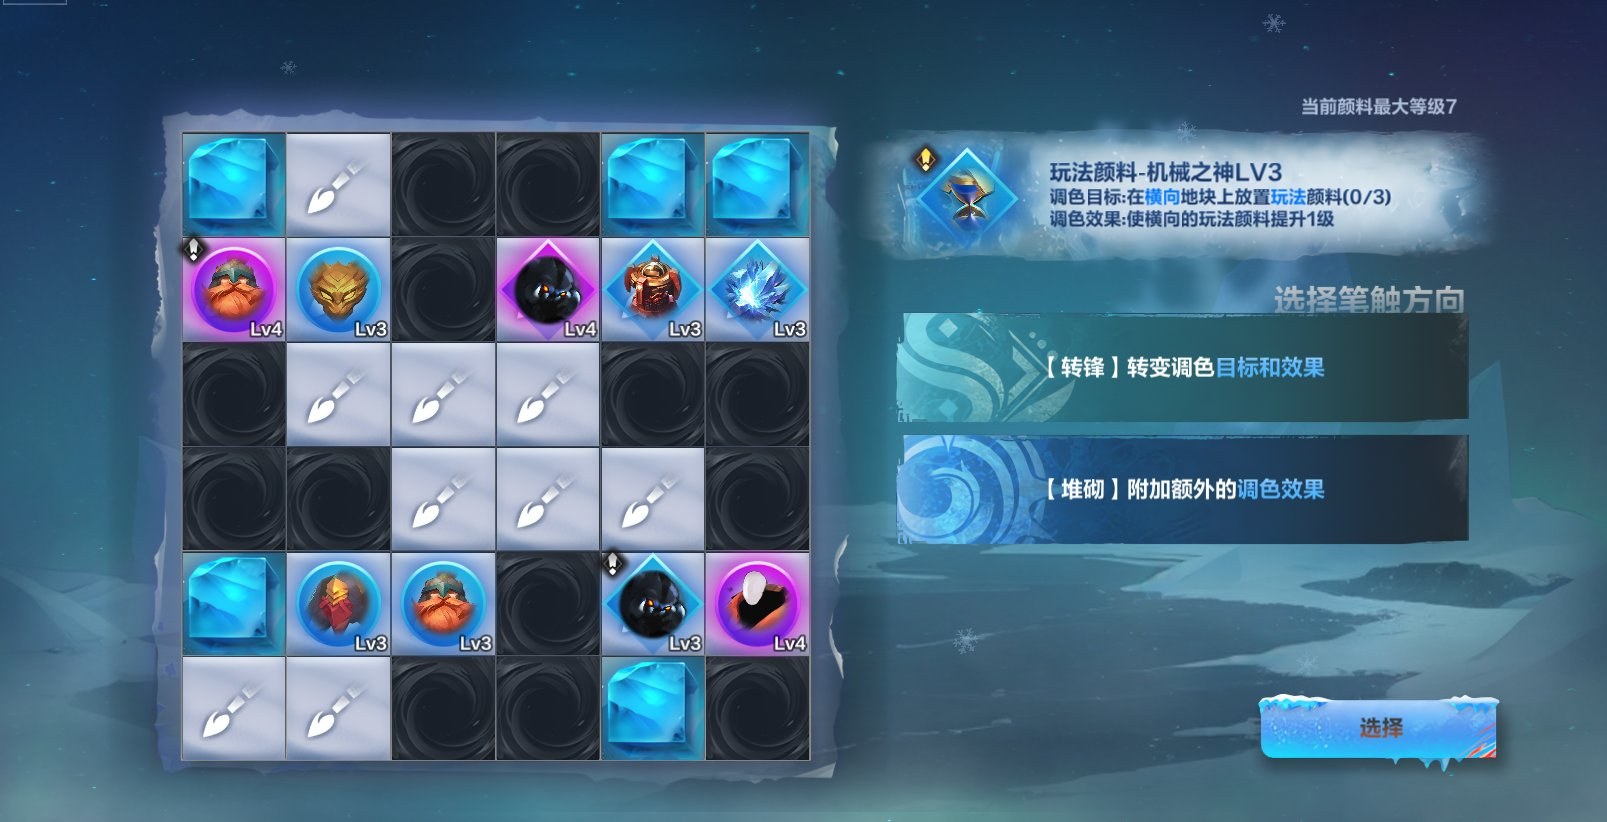 当前颜料最大等级7
玩法颜料-机械之神LV3
调色目标:在横向地块上放置玩法颜料(0/3)
调色效果:使横向的玩法颜料提升1级
选择笔触方向
【转锋】转变调色目标和效果
【堆砌】附加额外的调色效果
Lv4
Lv3
Lv4
Lv3
Lv3
Lv3
Lv3
Lv3
Lv4
选择